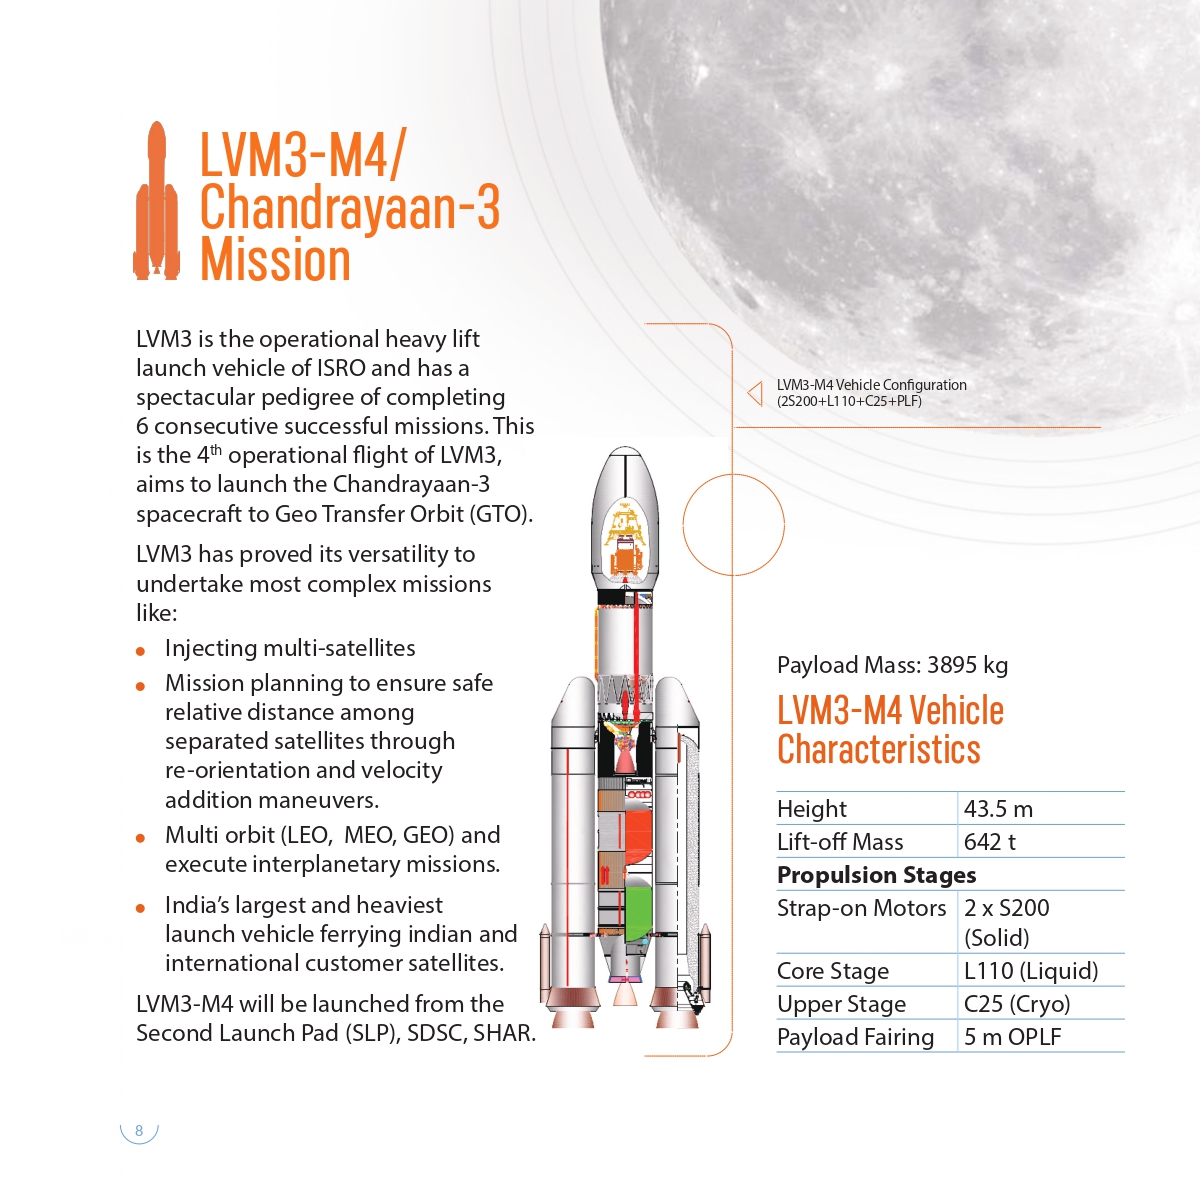 LVM3-M4/
Chandrayaan-3
Mission
LVM3 is the operational heavy lift
launch vehicle of ISRO and has a
spectacular pedigree of completing
6 consecutive successful missions. This
is the 4th operational flight of LVM3,
aims to launch the Chandrayaan-3
spacecraft to Geo Transfer Orbit (GTO).
LVM3 has proved its versatility to
undertake most complex missions
like:
• Injecting multi-satellites
• Mission planning to ensure safe
relative distance among
separated satellites through
re-orientation and velocity
addition maneuvers.
• Multi orbit (LEO, MEO, GEO) and
execute interplanetary missions.
• India’s largest and heaviest
launch vehicle ferrying indian and
international customer satellites.
LVM3-M4 will be launched from the
Second Launch Pad (SLP), SDSC, SHAR.
LVM3-M4 Vehicle Configuration
(2S200+L110+C25+PLF)
Payload Mass: 3895 kg
LVM3-M4 Vehicle
Characteristics
Height 43.5 m
Lift-off Mass 642 t
Propulsion Stages
Strap-on Motors 2 x S200
(Solid)
Core Stage L110 (Liquid)
Upper Stage C25 (Cryo)
Payload Fairing 5 m OPLF
8